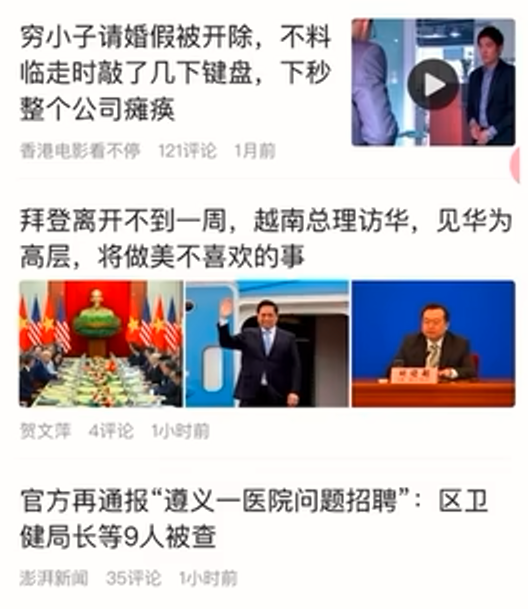 穷小子请婚假被开除，不料
临走时敲了几下键盘，下秒
整个公司瘫痪
香港电影看不停 121评论 1月前
拜登离开不到一周，越南总理访华，见华为
高层，将做美不喜欢的事
贺文萍 4评论 1小时前
官方再通报“遵义一医院问题招聘”：区卫
健局长等9人被查
澎湃新闻 35评论 1小时前